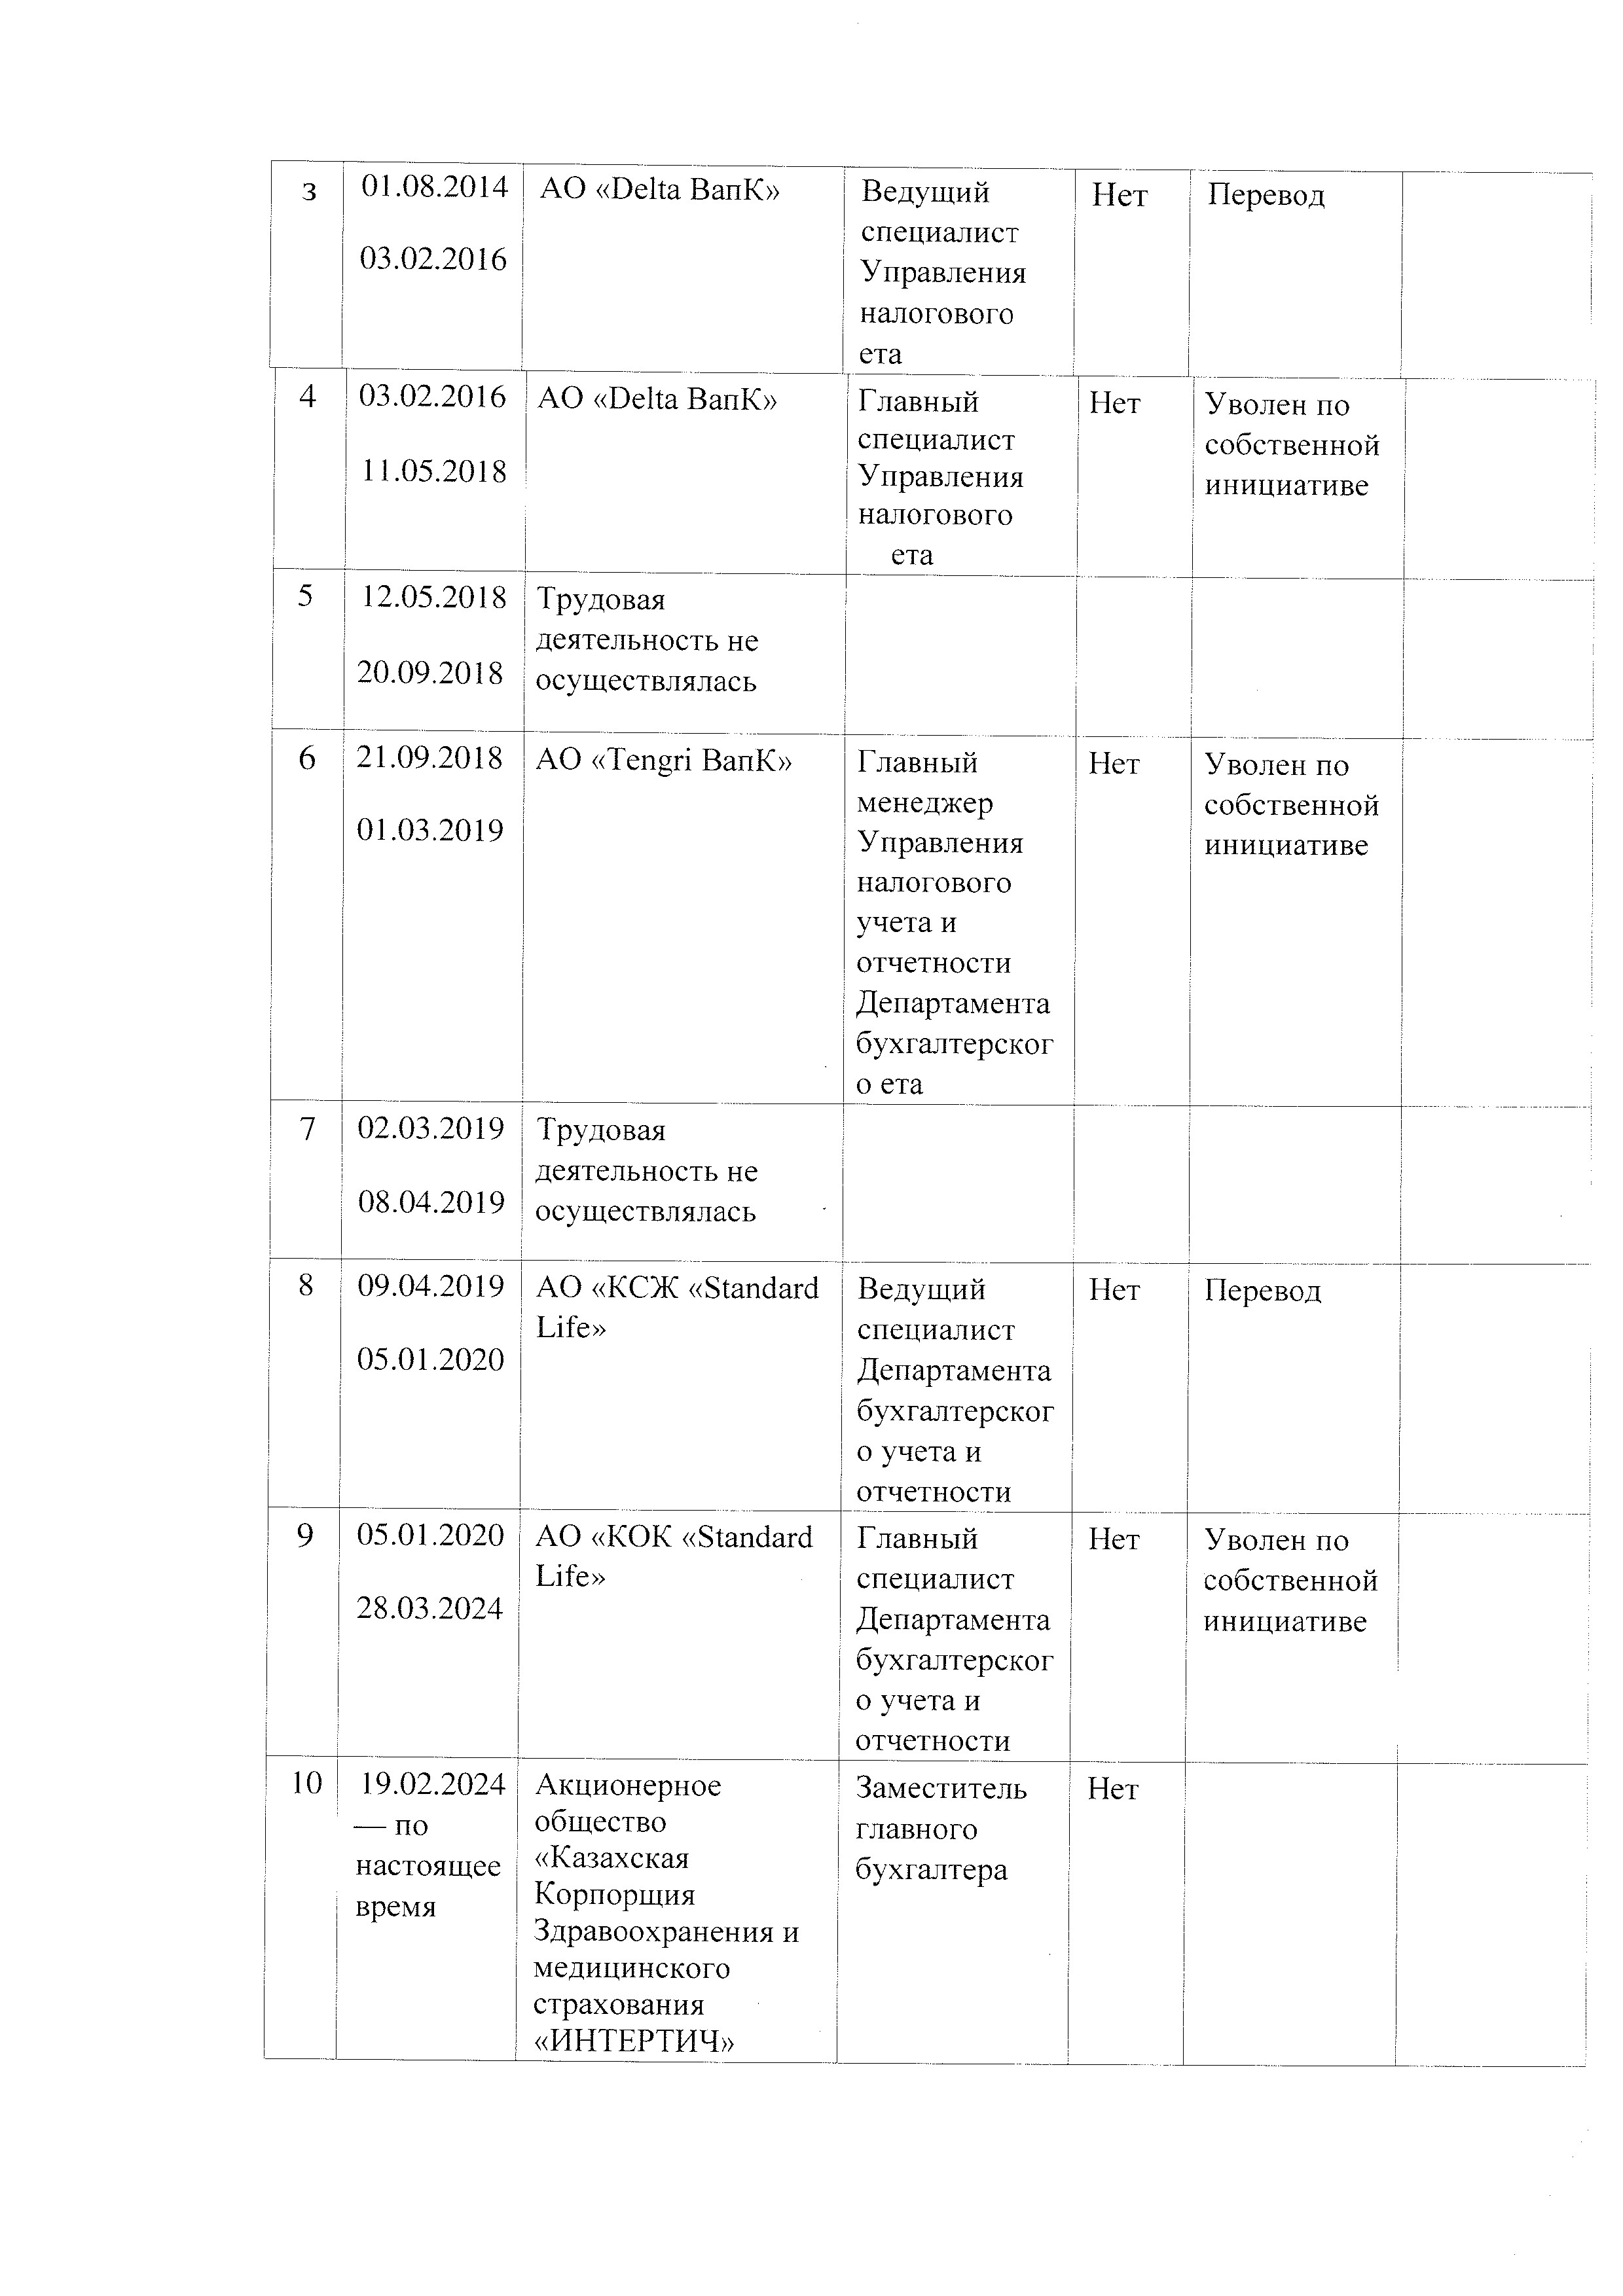 з
01.08.2014
03.02.2016
АО «Delta ВапК»
Ведущий
специалист
Управления
налогового
ета
Нет
Перевод
4
03.02.2016
11.05.2018
АО «Delta ВапК»
Главный
специалист
Управления
налогового
ета
Нет
Уволен по
собственной
инициативе
5
12.05.2018
20.09.2018
Трудовая
деятельность не
осуществлялась
6
21.09.2018
01.03.2019
АО «Tengri ВапК»
Главный
менеджер
Управления
налогового
учета и
отчетности
Департамента
бухгалтерског
о ета
Нет
Уволен по
собственной
инициативе
7
02.03.2019
08.04.2019
Трудовая
деятельность не
осуществлялась
8
09.04.2019
05.01.2020
АО «КСЖ «Standard
Life»
Ведущий
специалист
Департамента
бухгалтерског
о учета и
отчетности
Нет
Перевод
9
05.01.2020
28.03.2024
АО «КОК «Standard
Life»
Главный
специалист
Департамента
бухгалтерског
о учета и
отчетности
Нет
Уволен по
собственной
инициативе
10
19.02.2024
— по
настоящее
время
Акционерное
общество
«Казахская
Корпорщия
Здравоохранения и
медицинского
страхования
«ИНТЕРТИЧ»
Заместитель
главного
бухгалтера
Нет